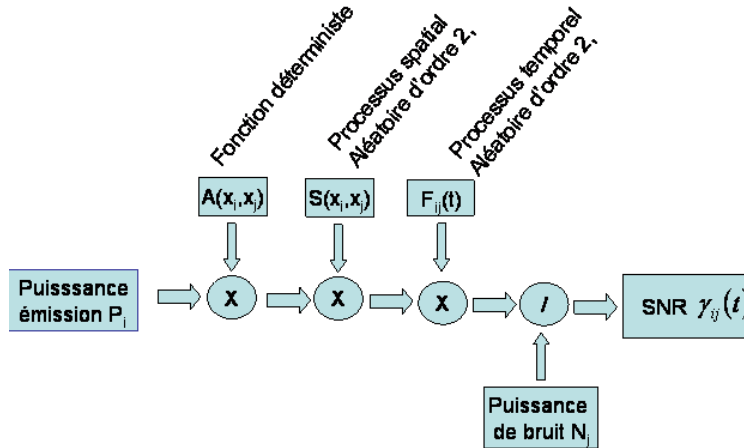 Fonction déterministe
Processus spatial
Aléatoire d'ordre 2,
Processus temporel
Aléatoire d'ordre 2,
A(xᵢ,xⱼ)
S(xᵢ,xⱼ)
Fᵢⱼ(t)
Puisssance
émission Pᵢ
X
X
X
/
SNR γᵢⱼ(t)
Puissance
de bruit Nⱼ